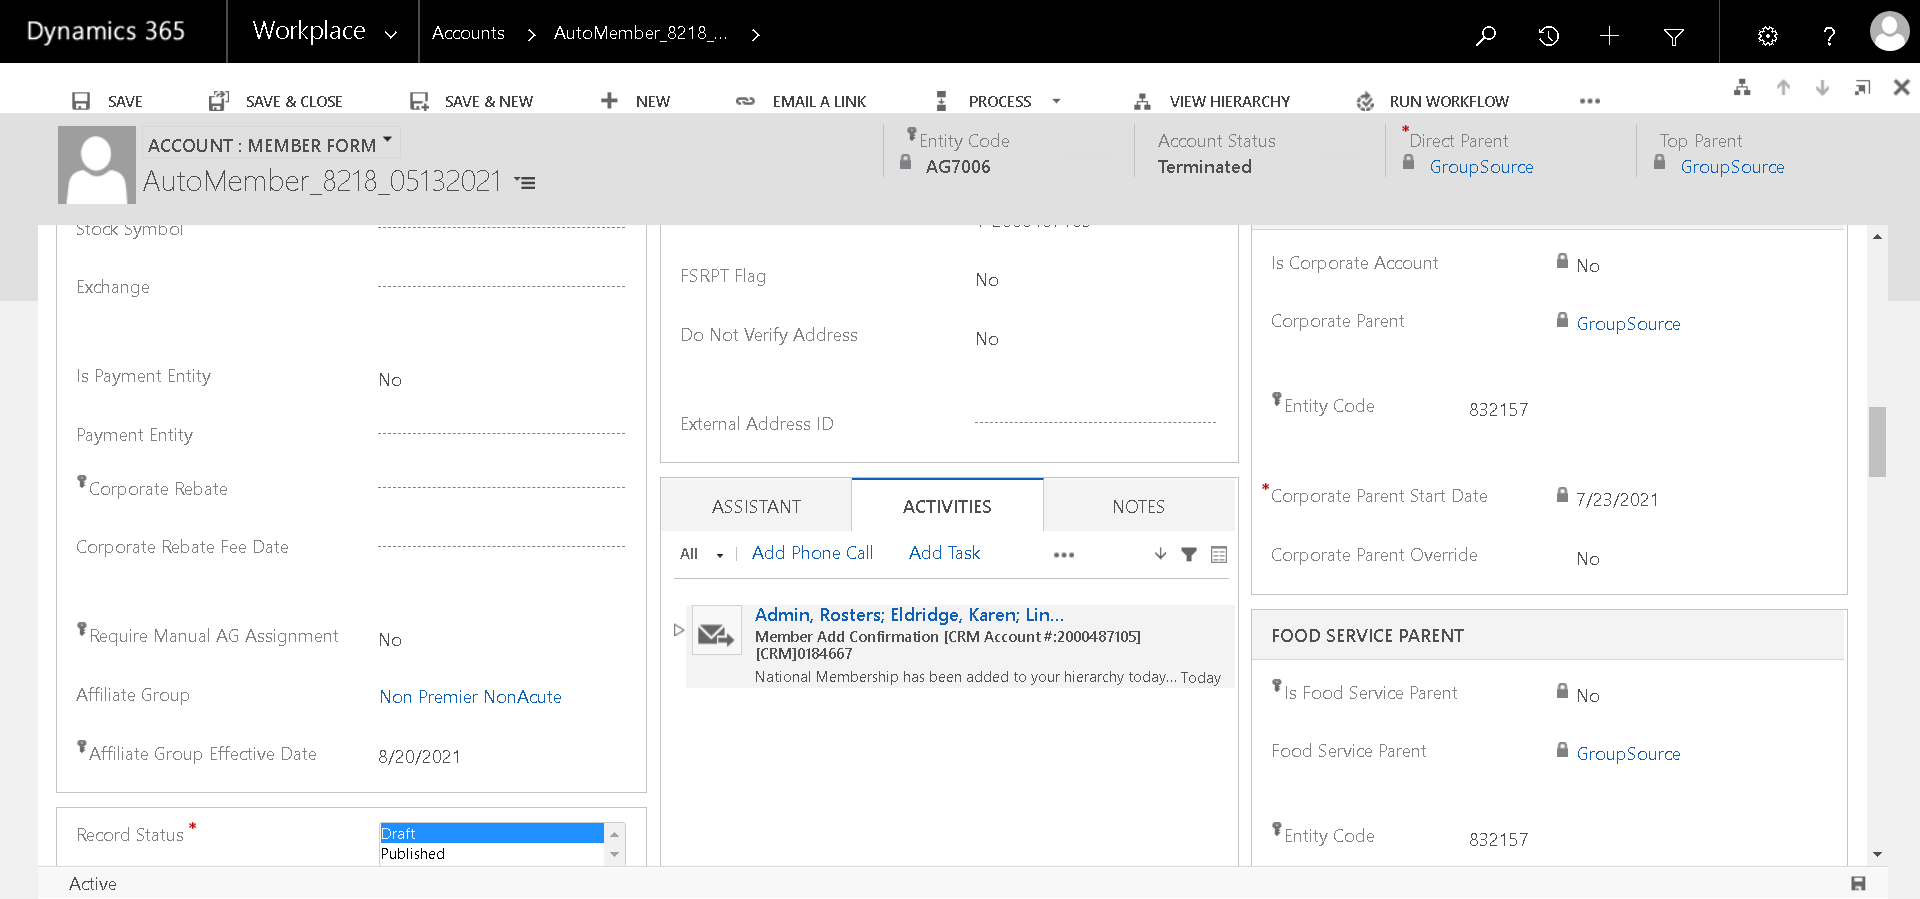 Dynamics 365
Workplace
Accounts
AutoMember_8218_...
SAVE
SAVE & CLOSE
SAVE & NEW
NEW
EMAIL A LINK
PROCESS
VIEW HIERARCHY
RUN WORKFLOW
ACCOUNT : MEMBER FORM
AutoMember_8218_05132021
Entity Code
AG7006
Account Status
Terminated
*Direct Parent
GroupSource
Top Parent
GroupSource
Stock Symbol
Exchange
Is Payment Entity
No
Payment Entity
Corporate Rebate
Corporate Rebate Fee Date
Require Manual AG Assignment
No
Affiliate Group
Non Premier NonAcute
Affiliate Group Effective Date
8/20/2021
Record Status *
Draft
Published
FSRPT Flag
No
Do Not Verify Address
No
External Address ID
ASSISTANT
ACTIVITIES
NOTES
All
Add Phone Call
Add Task
Admin, Rosters; Eldridge, Karen; Lin...
Member Add Confirmation [CRM Account #:2000487105]
[CRM]0184667
National Membership has been added to your hierarchy today... Today
Is Corporate Account
No
Corporate Parent
GroupSource
Entity Code
832157
*Corporate Parent Start Date
7/23/2021
Corporate Parent Override
No
FOOD SERVICE PARENT
Is Food Service Parent
No
Food Service Parent
GroupSource
Entity Code
832157
Active